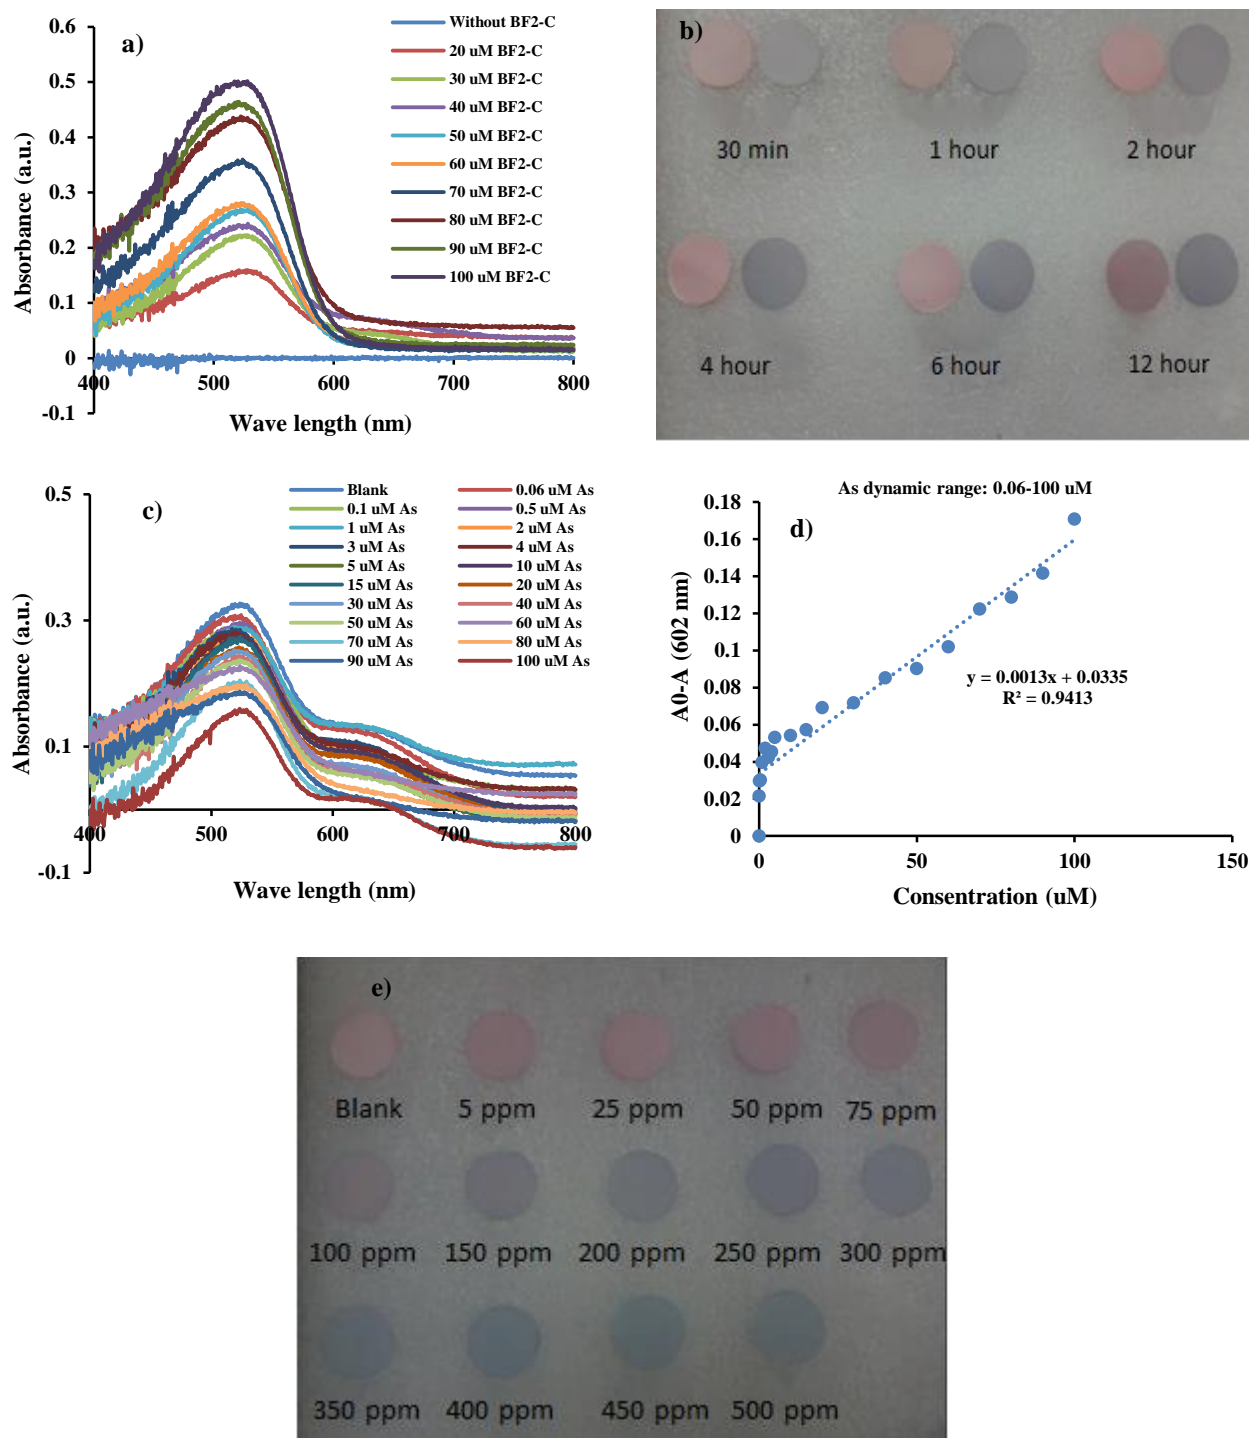 a)
0.6
0.5
0.4
0.3
0.2
0.1
0
-0.1
400
500
600
700
800
Absorbance (a.u.)
Wave length (nm)
Without BF2-C
20 uM BF2-C
30 uM BF2-C
40 uM BF2-C
50 uM BF2-C
60 uM BF2-C
70 uM BF2-C
80 uM BF2-C
90 uM BF2-C
100 uM BF2-C
b)
30 min
1 hour
2 hour
4 hour
6 hour
12 hour
c)
0.5
0.3
0.1
-0.1
400
500
600
700
800
Absorbance (a.u.)
Wave length (nm)
Blank
0.06 uM As
0.1 uM As
0.5 uM As
1 uM As
2 uM As
3 uM As
4 uM As
5 uM As
10 uM As
15 uM As
20 uM As
30 uM As
40 uM As
50 uM As
60 uM As
70 uM As
80 uM As
90 uM As
100 uM As
As dynamic range: 0.06-100 uM
d)
0.18
0.16
0.14
0.12
0.1
0.08
0.06
0.04
0.02
0
0
50
100
150
A0-A (602 nm)
y = 0.0013x + 0.0335
R² = 0.9413
Consentration (uM)
e)
Blank
5 ppm
25 ppm
50 ppm
75 ppm
100 ppm
150 ppm
200 ppm
250 ppm
300 ppm
350 ppm
400 ppm
450 ppm
500 ppm